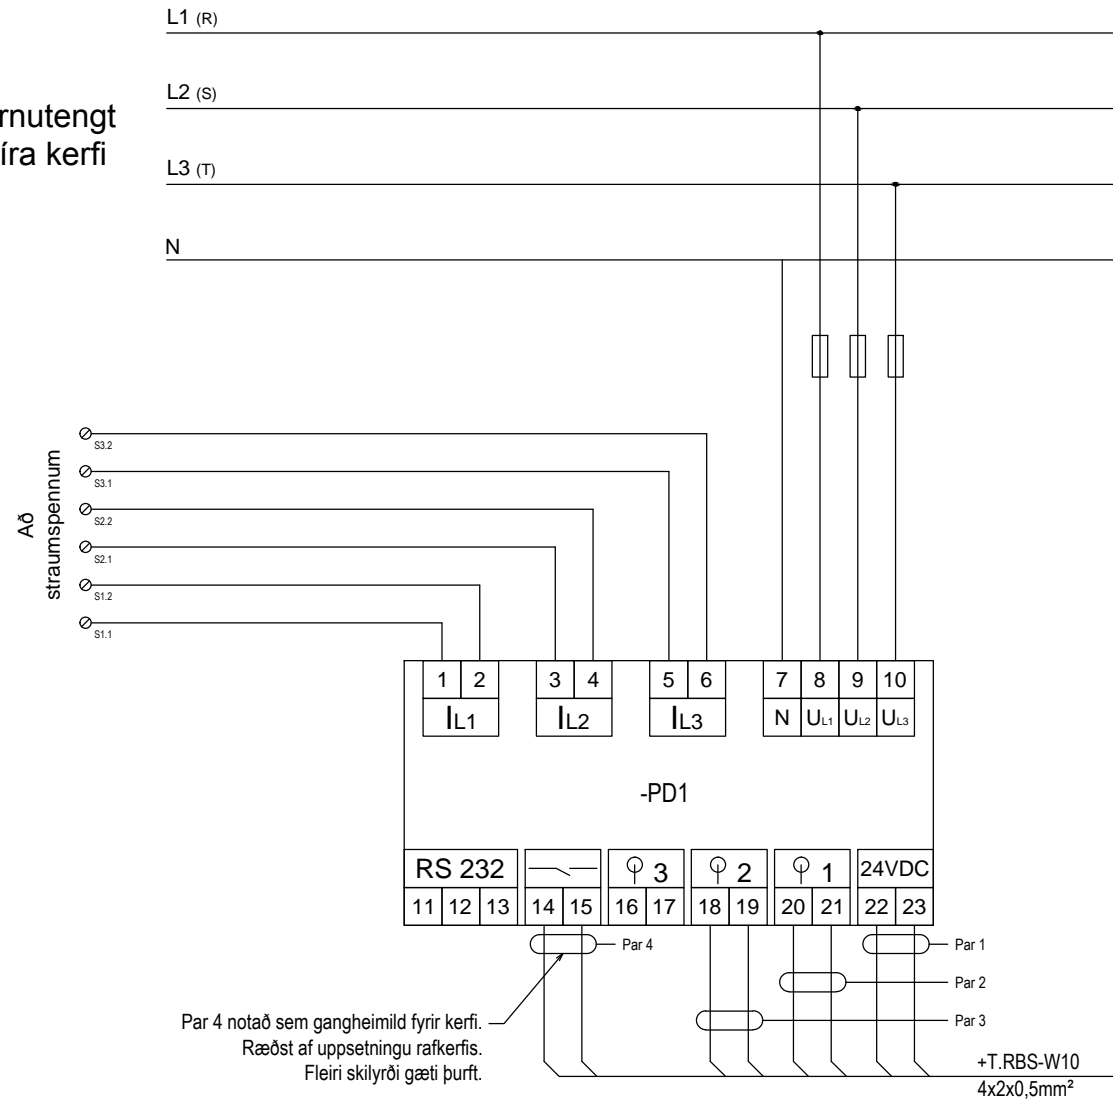 L1 (R)
L2 (S)
rnutengt
íra kerfi
L3 (T)
N
S3.2
S3.1
S2.2
S2.1
S1.2
S1.1
Að
straumspennum
1 2 3 4 5 6 7 8 9 10
IL1 IL2 IL3 N UL1 UL2 UL3
-PD1
RS 232 3 2 1 24VDC
11 12 13 14 15 16 17 18 19 20 21 22 23
Par 4
Par 1
Par 2
Par 3
Par 4 notað sem gangheimild fyrir kerfi.
Ræðst af uppsetningu rafkerfis.
Fleiri skilyrði gæti þurft.
+T.RBS-W10
4x2x0,5mm²